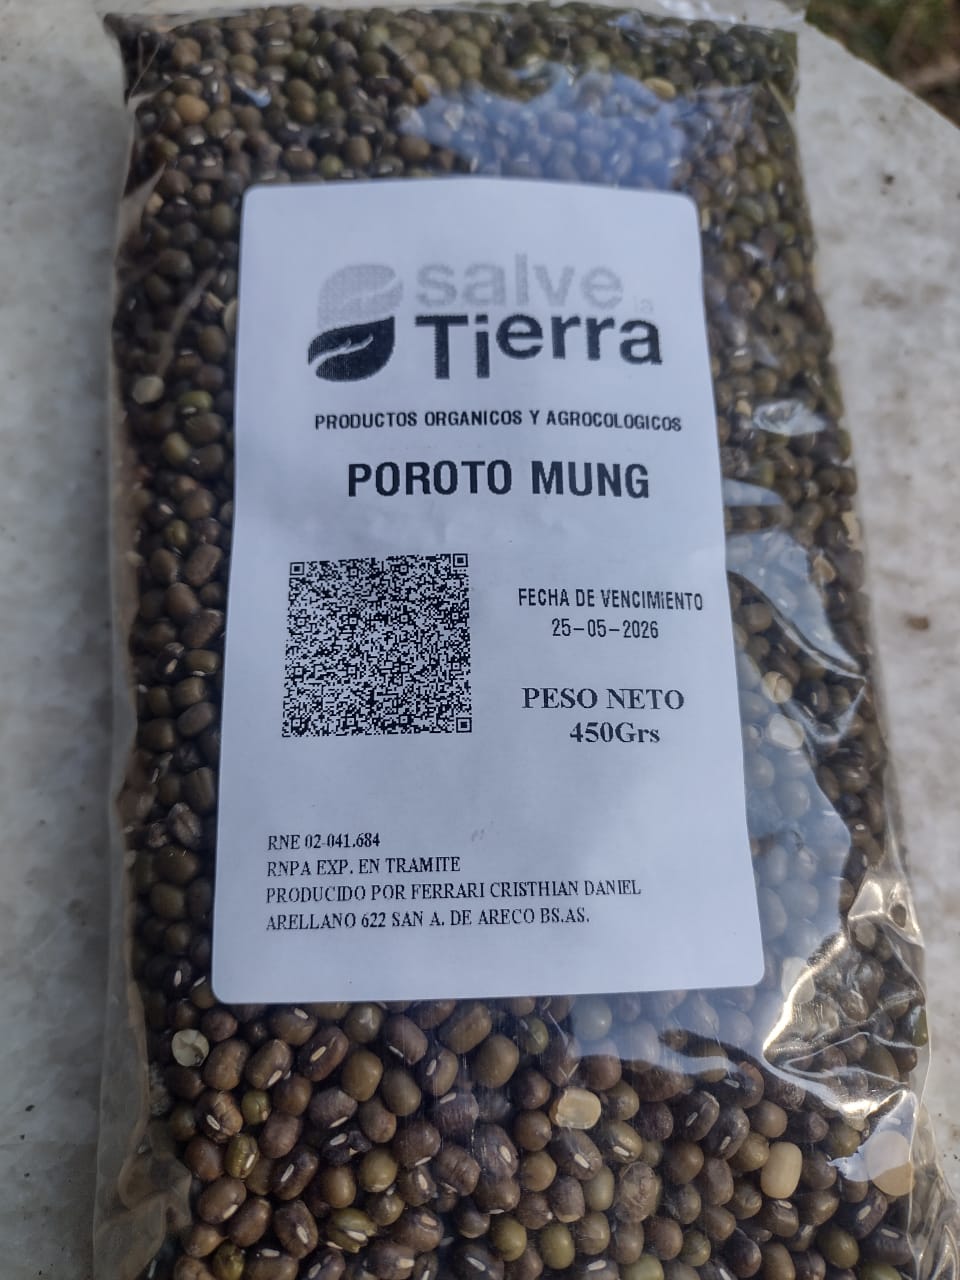 salve
la
Tierra
PRODUCTOS ORGANICOS Y AGROCOLOGICOS
POROTO MUNG
FECHA DE VENCIMIENTO
25-05-2026
PESO NETO
450Grs
RNE 02-041.684
RNPA EXP. EN TRAMITE
PRODUCIDO POR FERRARI CRISTHIAN DANIEL
ARELLANO 622 SAN A. DE ARECO BS.AS.